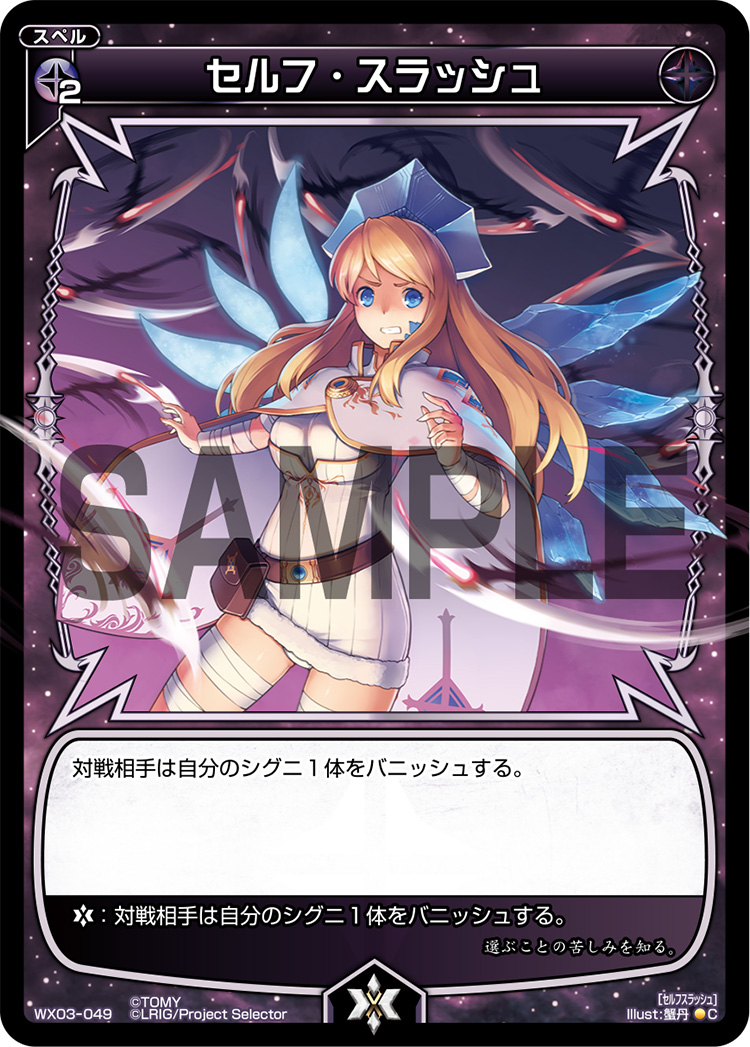 スペル
2
セルフ・スラッシュ
SAMPLE
対戦相手は自分のシグニ1体をバニッシュする。
:対戦相手は自分のシグニ1体をバニッシュする。
選ぶことの苦しみを知る。
WX03-049
©TOMY
©LRIG/Project Selector
[セルフスラッシュ]
Illust:蟹丹 C